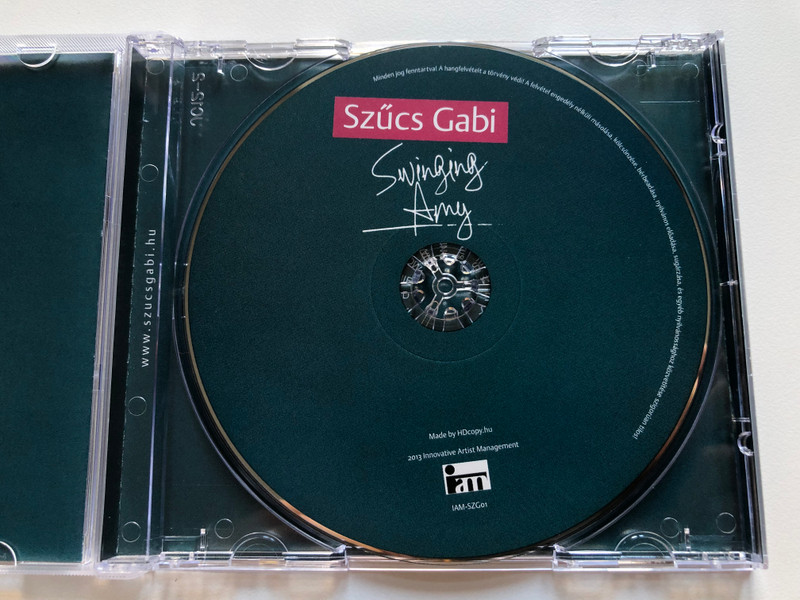 Minden jog fenntartva! A hangfelvételt a törvény védi! A felvétel engedély nélküli másolása, kölcsönzése, bérbeadása, nyilvános előadása, sugárzása, és egyéb nyilvánossághoz közvetítése szigorúan tilos!
Szűcs Gabi
Swinging
Amy
www.szucsgabi.hu
Made by HDcopy.hu
2013 Innovative Artist Management
iam
IAM-SZG01